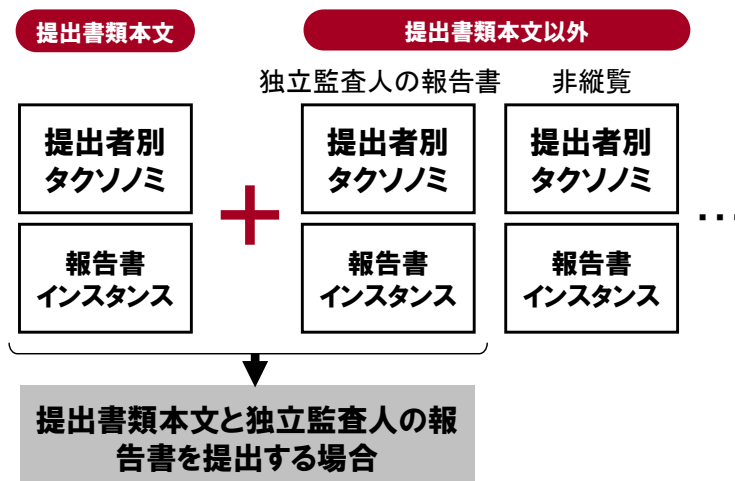 提出書類本文
提出書類本文以外
独立監査人の報告書
非縦覧
提出者別
タクソノミ
+
提出者別
タクソノミ
提出者別
タクソノミ
…
報告書
インスタンス
報告書
インスタンス
報告書
インスタンス
提出書類本文と独立監査人の報
告書を提出する場合